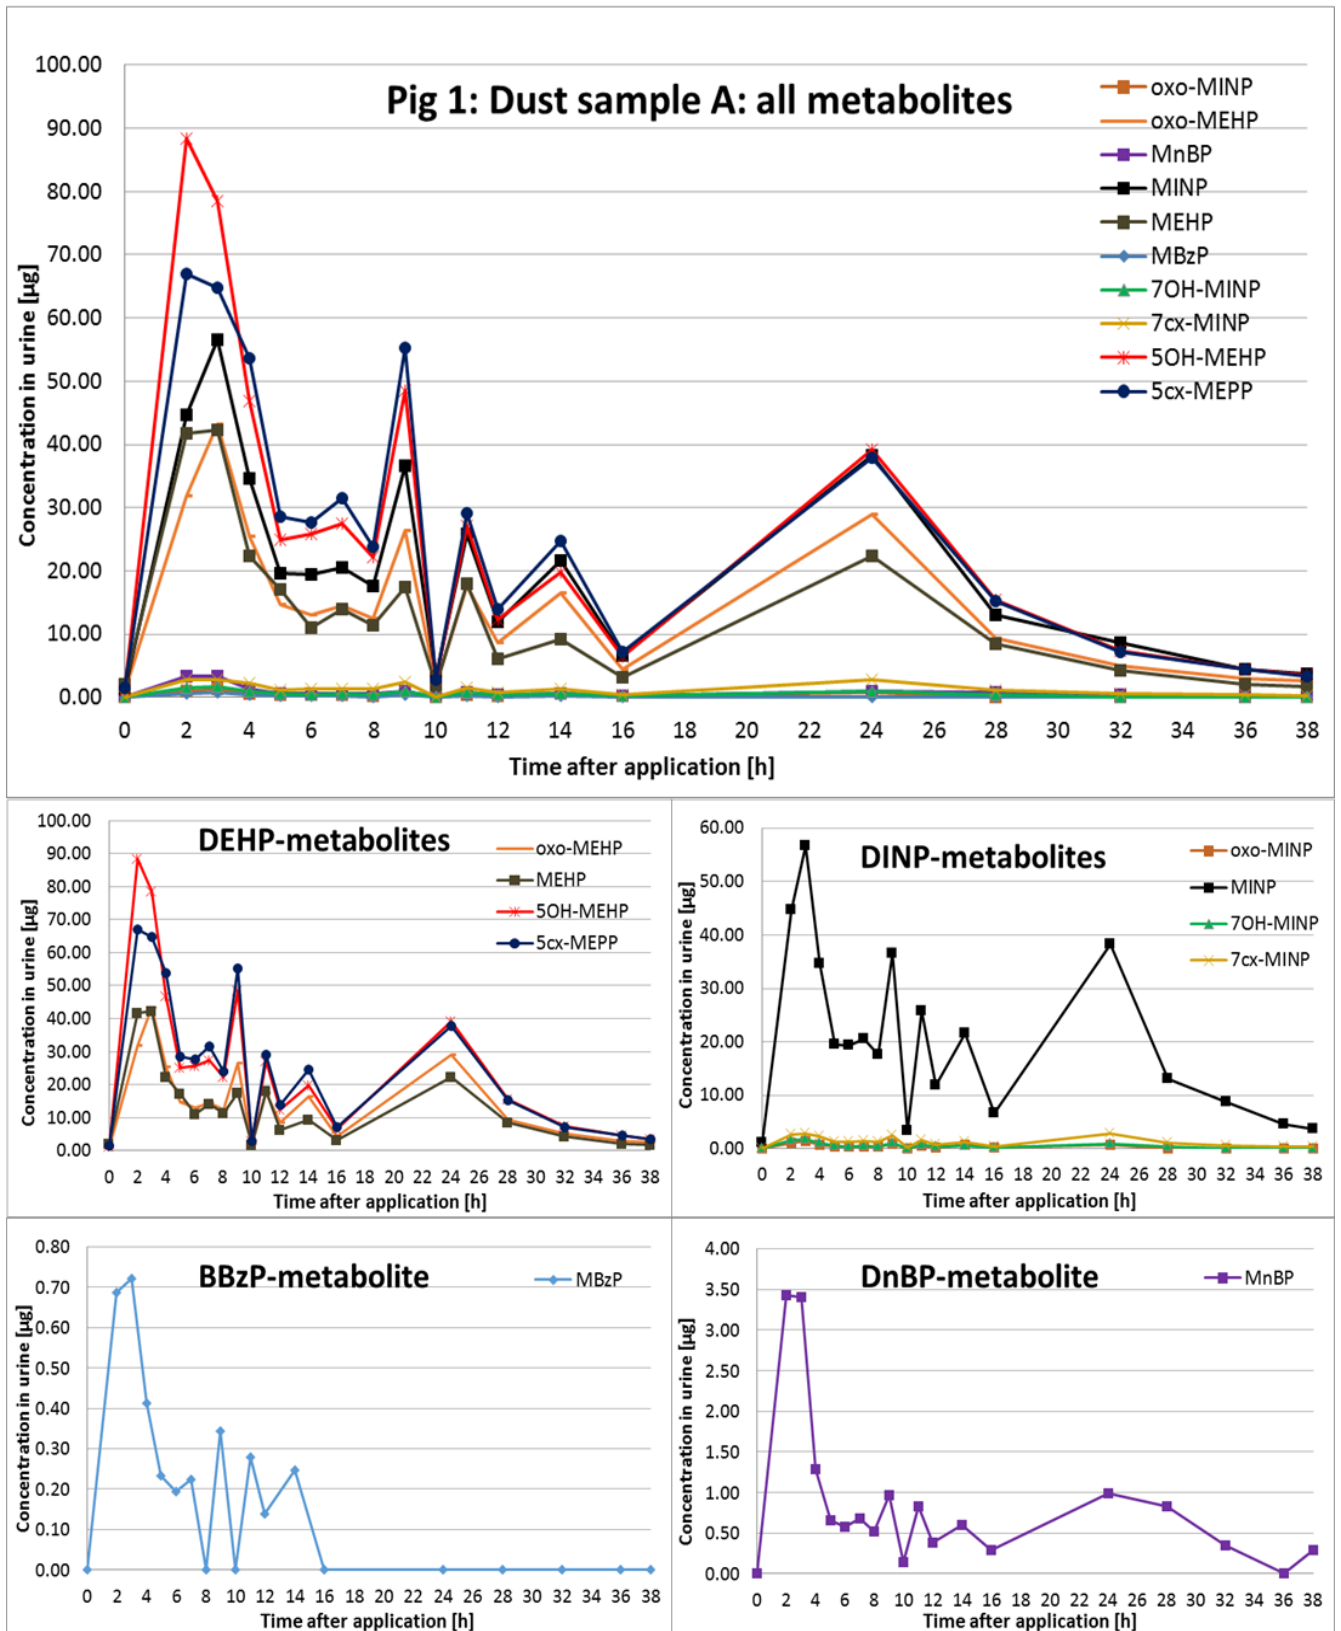 Pig 1: Dust sample A: all metabolites
Concentration in urine [µg]
100.00
90.00
80.00
70.00
60.00
50.00
40.00
30.00
20.00
10.00
0.00
oxo-MINP
oxo-MEHP
MnBP
MINP
MEHP
MBzP
7OH-MINP
7cx-MINP
5OH-MEHP
5cx-MEPP
0 2 4 6 8 10 12 14 16 18 20 22 24 26 28 30 32 34 36 38
Time after application [h]
DEHP-metabolites
Concentration in urine [µg]
100.00
90.00
80.00
70.00
60.00
50.00
40.00
30.00
20.00
10.00
0.00
oxo-MEHP
MEHP
5OH-MEHP
5cx-MEPP
0 2 4 6 8 10 12 14 16 18 20 22 24 26 28 30 32 34 36 38
Time after application [h]
DINP-metabolites
Concentration in urine [µg]
60.00
50.00
40.00
30.00
20.00
10.00
0.00
oxo-MINP
MINP
7OH-MINP
7cx-MINP
0 2 4 6 8 10 12 14 16 18 20 22 24 26 28 30 32 34 36 38
Time after application [h]
BBzP-metabolite
Concentration in urine [µg]
0.80
0.70
0.60
0.50
0.40
0.30
0.20
0.10
0.00
MBzP
0 2 4 6 8 10 12 14 16 18 20 22 24 26 28 30 32 34 36 38
Time after application [h]
DnBP-metabolite
Concentration in urine [µg]
4.00
3.50
3.00
2.50
2.00
1.50
1.00
0.50
0.00
MnBP
0 2 4 6 8 10 12 14 16 18 20 22 24 26 28 30 32 34 36 38
Time after application [h]